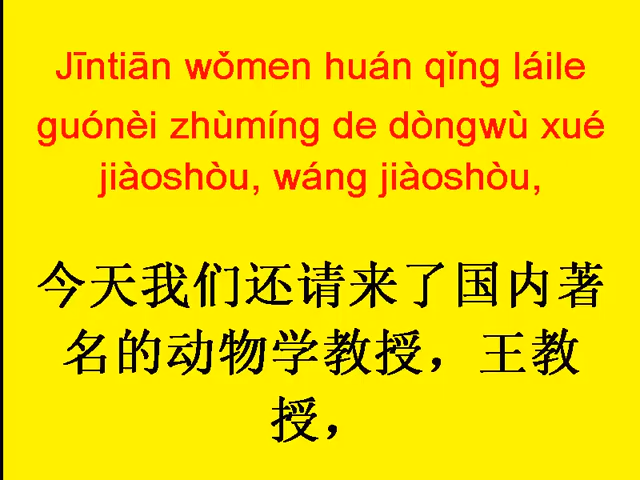 Jīntiān wǒmen huán qǐng láile
guónèi zhùmíng de dòngwù xué
jiàoshòu, wáng jiàoshòu,
今天我们还请来了国内著
名的动物学教授，王教
授，